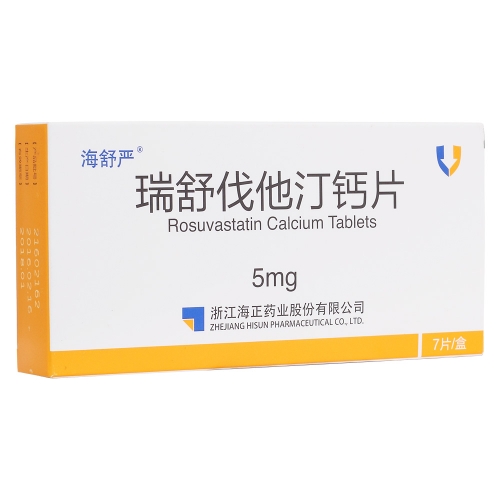 海舒严®
瑞舒伐他汀钙片
Rosuvastatin Calcium Tablets
5mg
浙江海正药业股份有限公司
ZHEJIANG HISUN PHARMACEUTICAL CO., LTD.
7片/盒
21602162